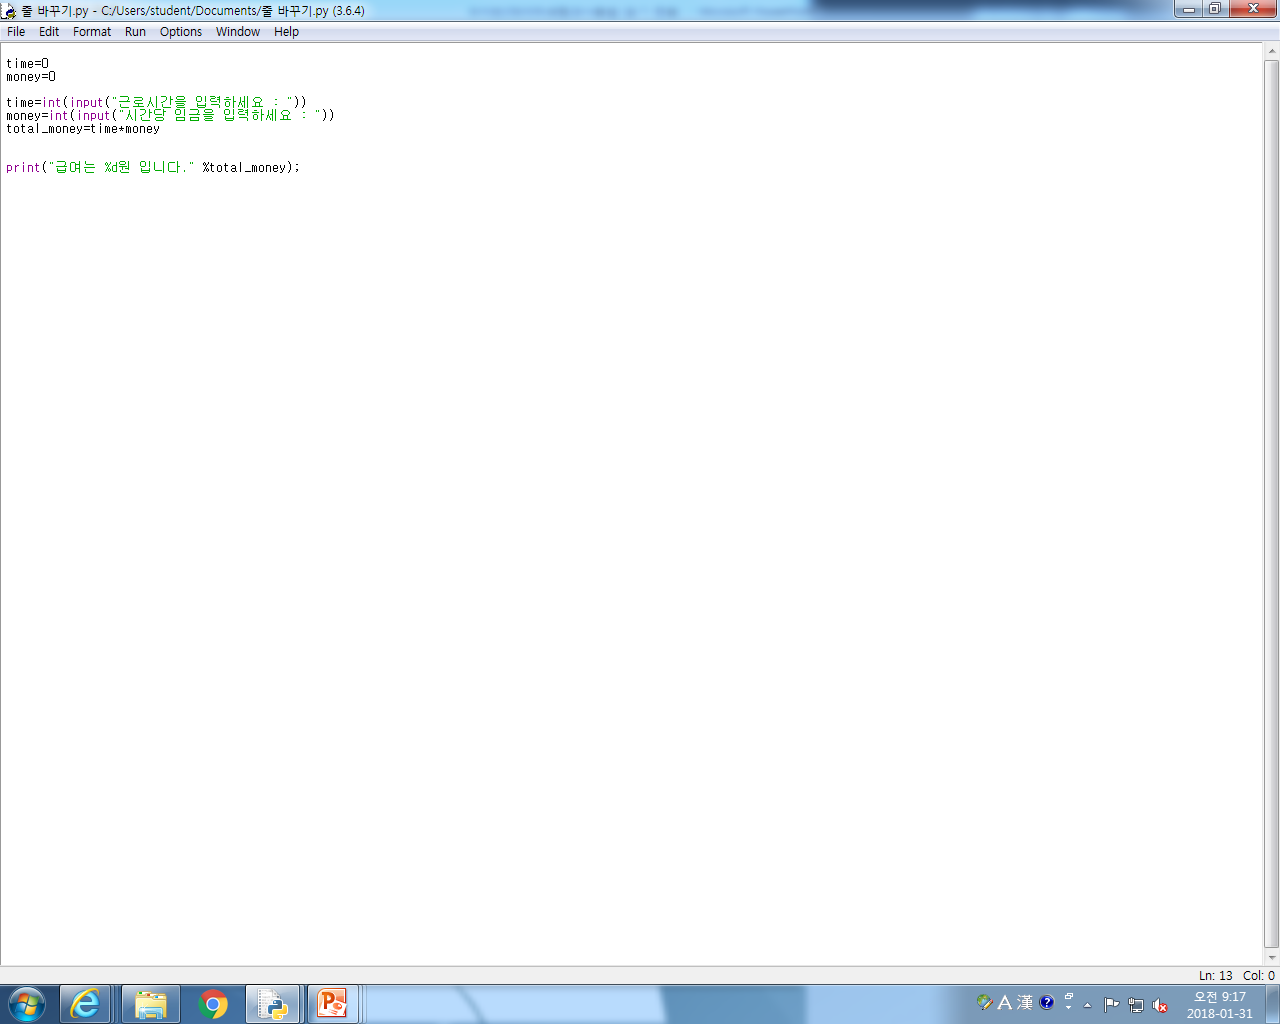 줄 바꾸기.py - C:/Users/student/Documents/줄 바꾸기.py (3.6.4)
File Edit Format Run Options Window Help
time=0
money=0
time=int(input("근로시간을 입력하세요 : "))
money=int(input("시간당 임금을 입력하세요 : "))
total_money=time*money
print("급여는 %d원 입니다." %total_money);
Ln: 13 Col: 0
A 漢
오전 9:17
2018-01-31